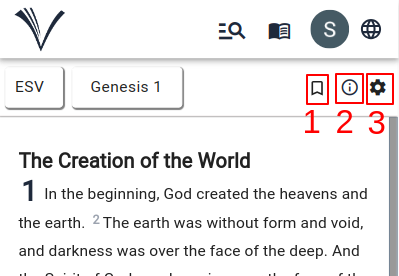 S
ESV
Genesis 1
1 2 3
The Creation of the World
1 In the beginning, God created the heavens and
the earth. 2 The earth was without form and void,
and darkness was over the face of the deep. And